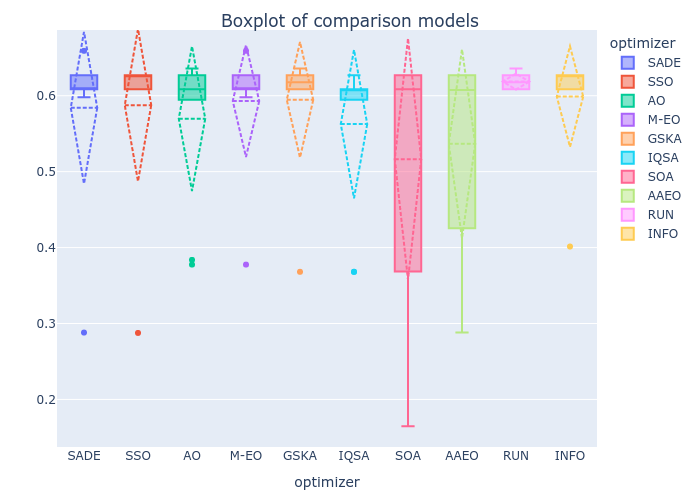 Boxplot of comparison models
optimizer
SADE
SSO
AO
M-EO
GSKA
IQSA
SOA
AAEO
RUN
INFO
0.6
0.5
0.4
0.3
0.2
SADE SSO AO M-EO GSKA IQSA SOA AAEO RUN INFO
optimizer